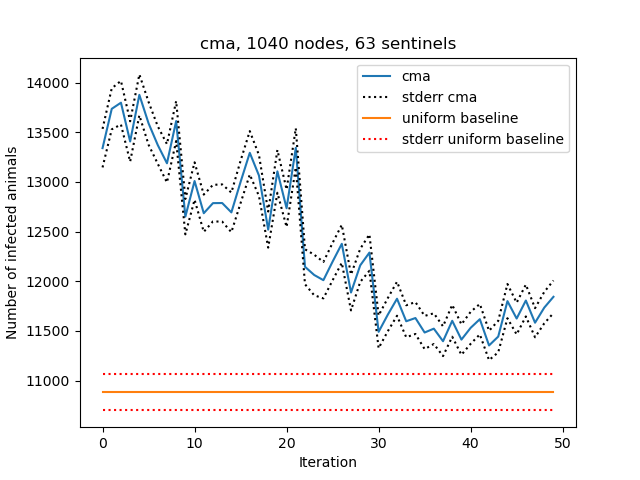 cma, 1040 nodes, 63 sentinels
cma
stderr cma
uniform baseline
stderr uniform baseline
Number of infected animals
14000
13500
13000
12500
12000
11500
11000
0 10 20 30 40 50
Iteration